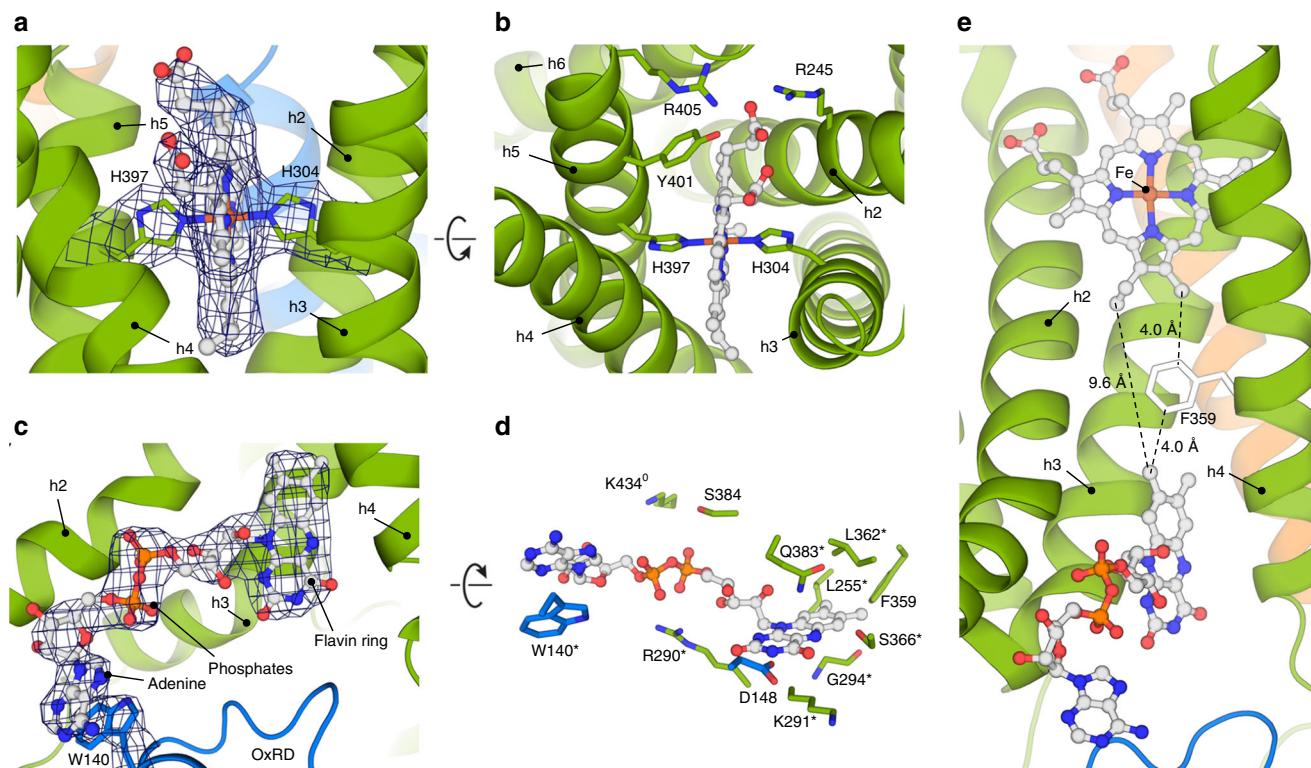 a
h5
h2
H397
H304
h3
h4
b
h6
R245
R405
h5
Y401
h2
H397
H304
h4
h3
c
h2
h4
h3
Flavin ring
Phosphates
Adenine
W140
OxRD
d
K434⁰
S384
L362*
Q383*
L255*
F359
W140*
R290*
S366*
G294*
D148
K291*
e
Fe
h2
4.0 Å
9.6 Å
F359
4.0 Å
h3
h4